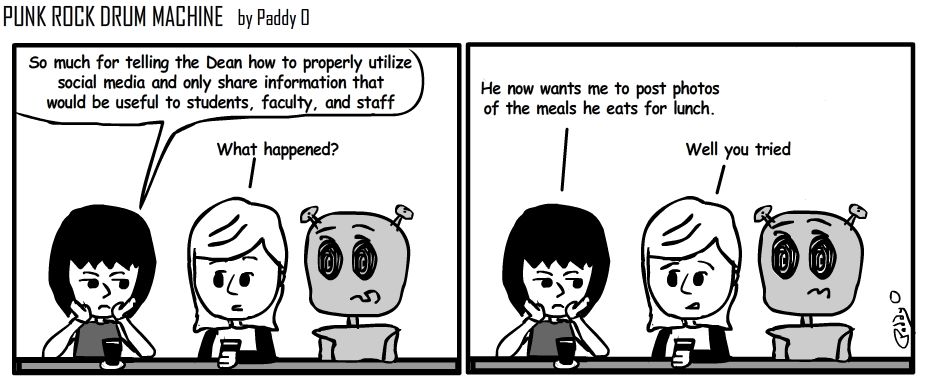 PUNK ROCK DRUM MACHINE by Paddy O
So much for telling the Dean how to properly utilize
social media and only share information that
would be useful to students, faculty, and staff
What happened?
He now wants me to post photos
of the meals he eats for lunch.
Well you tried
Paddy O